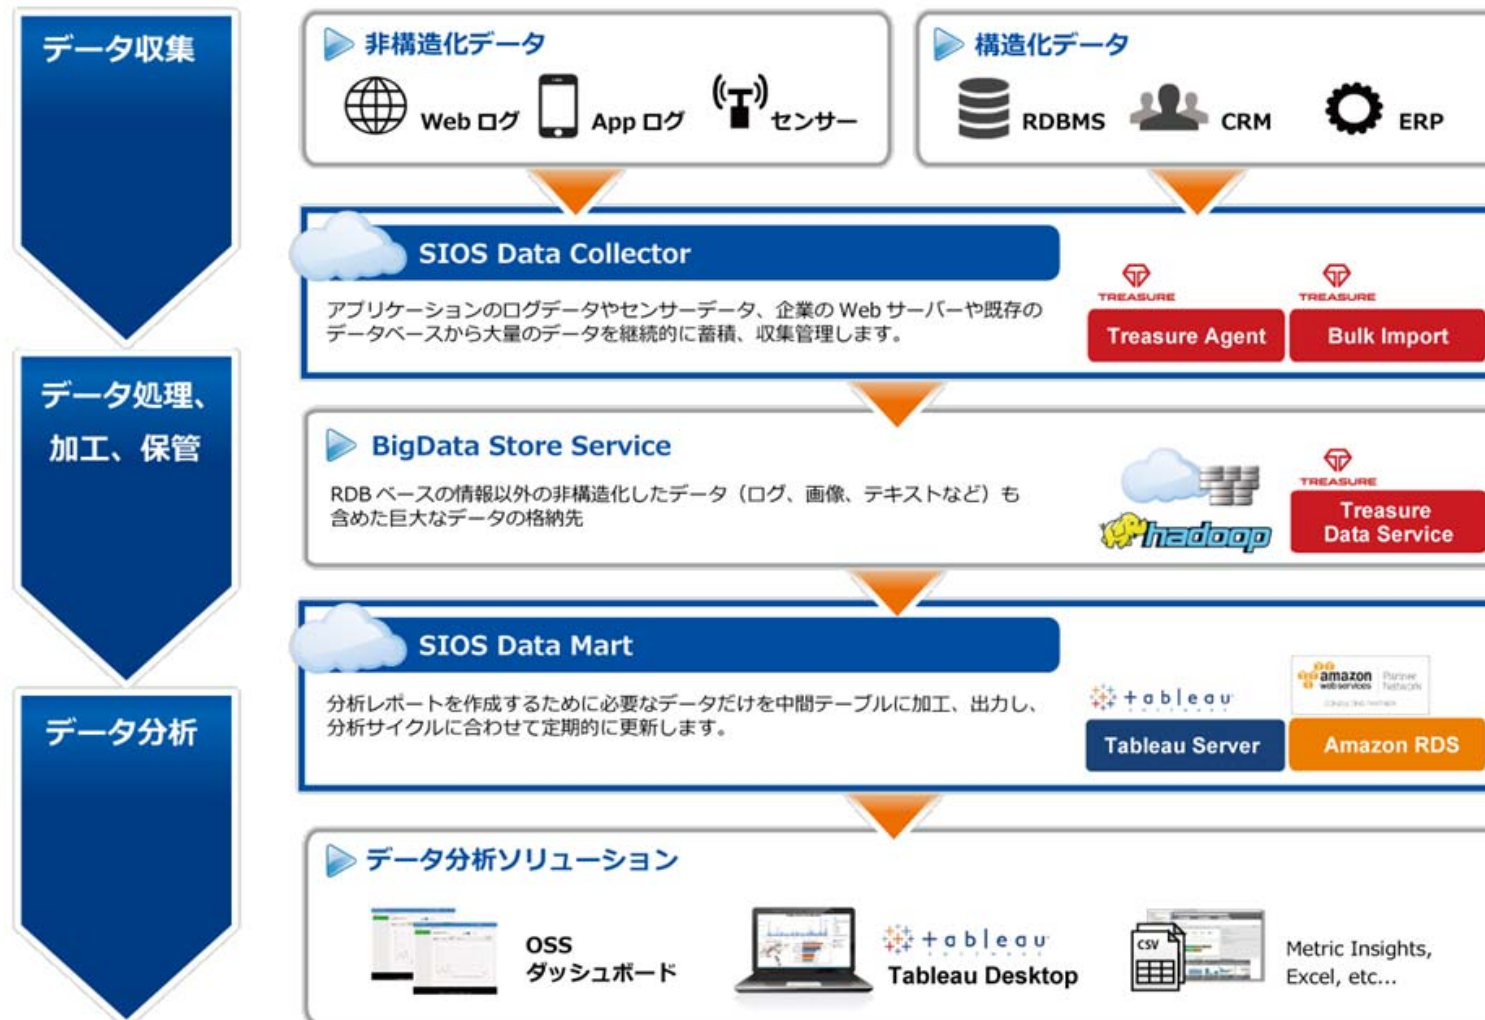 データ収集
非構造化データ
Web ログ
App ログ
センサー
構造化データ
RDBMS
CRM
ERP
SIOS Data Collector
アプリケーションのログデータやセンサーデータ、企業の Web サーバーや既存の
データベースから大量のデータを継続的に蓄積、収集管理します。
TREASURE
Treasure Agent
TREASURE
Bulk Import
データ処理、
加工、保管
BigData Store Service
RDB ベースの情報以外の非構造化したデータ（ログ、画像、テキストなど）も
含めた巨大なデータの格納先
hadoop
TREASURE
Treasure
Data Service
SIOS Data Mart
分析レポートを作成するために必要なデータだけを中間テーブルに加工、出力し、
分析サイクルに合わせて定期的に更新します。
+ableau
SOFTWARE
Tableau Server
amazon
webservices
Partner
Network
CONSULTING PARTNER
Amazon RDS
データ分析
データ分析ソリューション
OSS
ダッシュボード
+ableau
SOFTWARE
Tableau Desktop
CSV
Metric Insights,
Excel, etc...